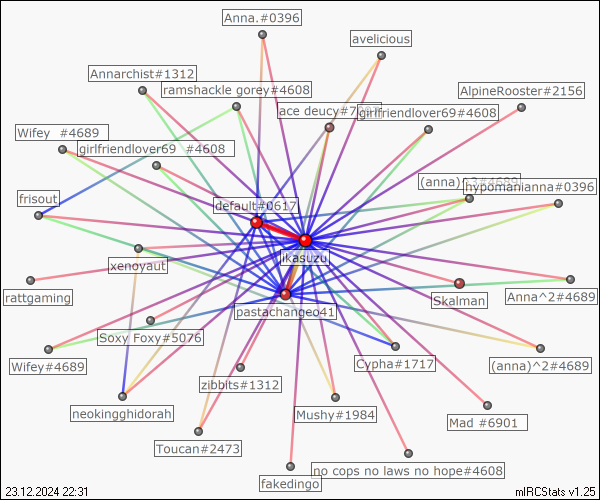 Anna.#0396
avelicious
Annarchist#1312
ramshackle gorey#4608
AlpineRooster#2156
ace deucy#7
girlfriendlover69#4608
Wifey #4689
girlfriendlover69 #4608
(anna)^3#4689
hypomanianna#0396
frisout
default#0617
jikasuzu
xenoyaut
rattgaming
Skalman
Anna^2#4689
pastachangeo41
Soxy Foxy#5076
Wifey#4689
Cypha#1717
(anna)^2#4689
zibbits#1312
neokingghidorah
Mushy#1984
Mad #6901
Toucan#2473
no cops no laws no hope#4608
fakedingo
23.12.2024 22:31
mIRCStats v1.25